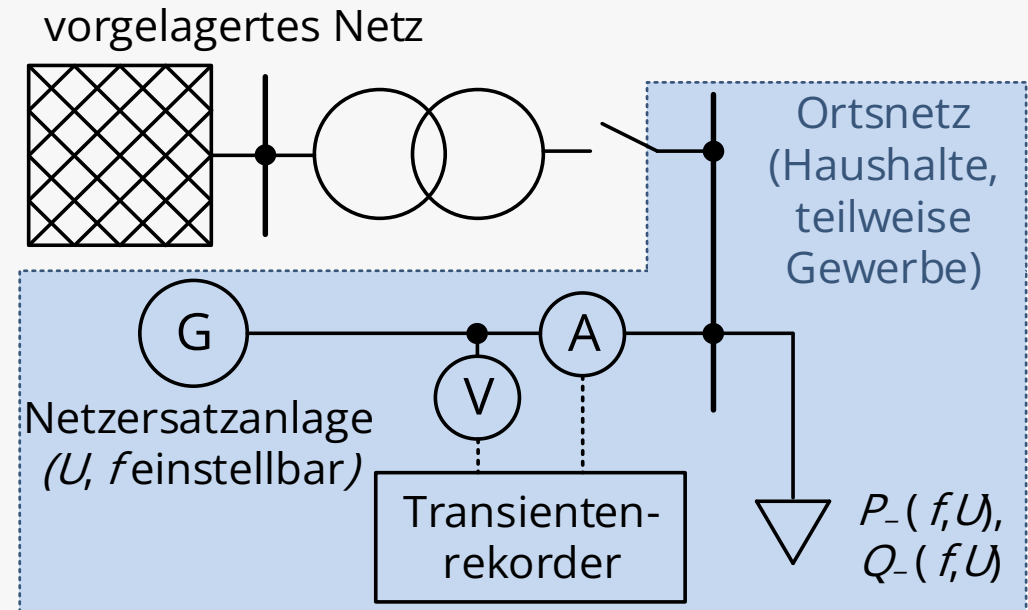 vorgelagertes Netz
Ortsnetz
(Haushalte,
teilweise
Gewerbe)
G
A
V
Netzersatzanlage
(U, f einstellbar)
Transienten-
rekorder
P₋ ( f,U),
Q₋ ( f,U)